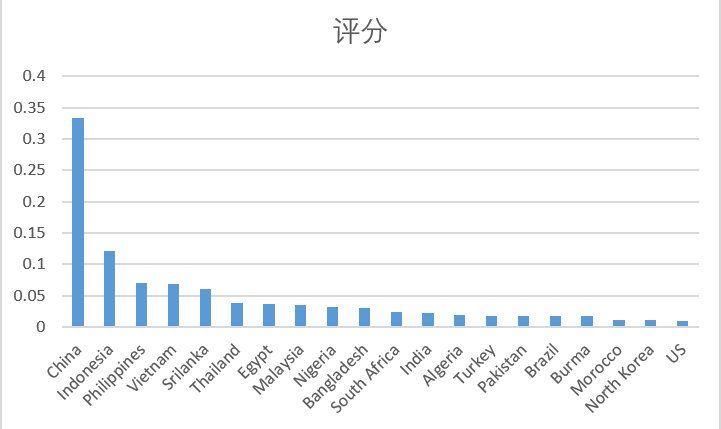 评分
0.4
0.35
0.3
0.25
0.2
0.15
0.1
0.05
0
China
Indonesia
Philippines
Vietnam
Srilanka
Thailand
Egypt
Malaysia
Nigeria
Bangladesh
South Africa
India
Algeria
Turkey
Pakistan
Brazil
Burma
Morocco
North Korea
US